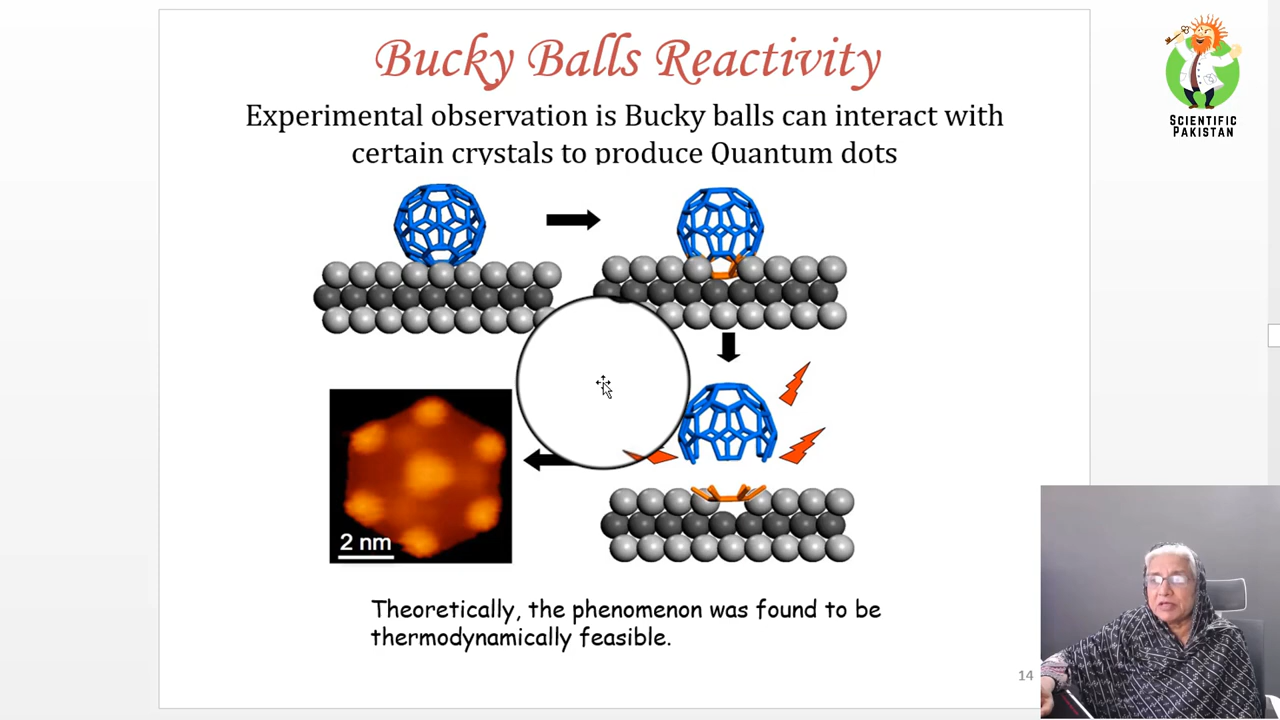 Bucky Balls Reactivity
Experimental observation is Bucky balls can interact with
certain crystals to produce Quantum dots
SCIENTIFIC
PAKISTAN
2 nm
Theoretically, the phenomenon was found to be
thermodynamically feasible.
14